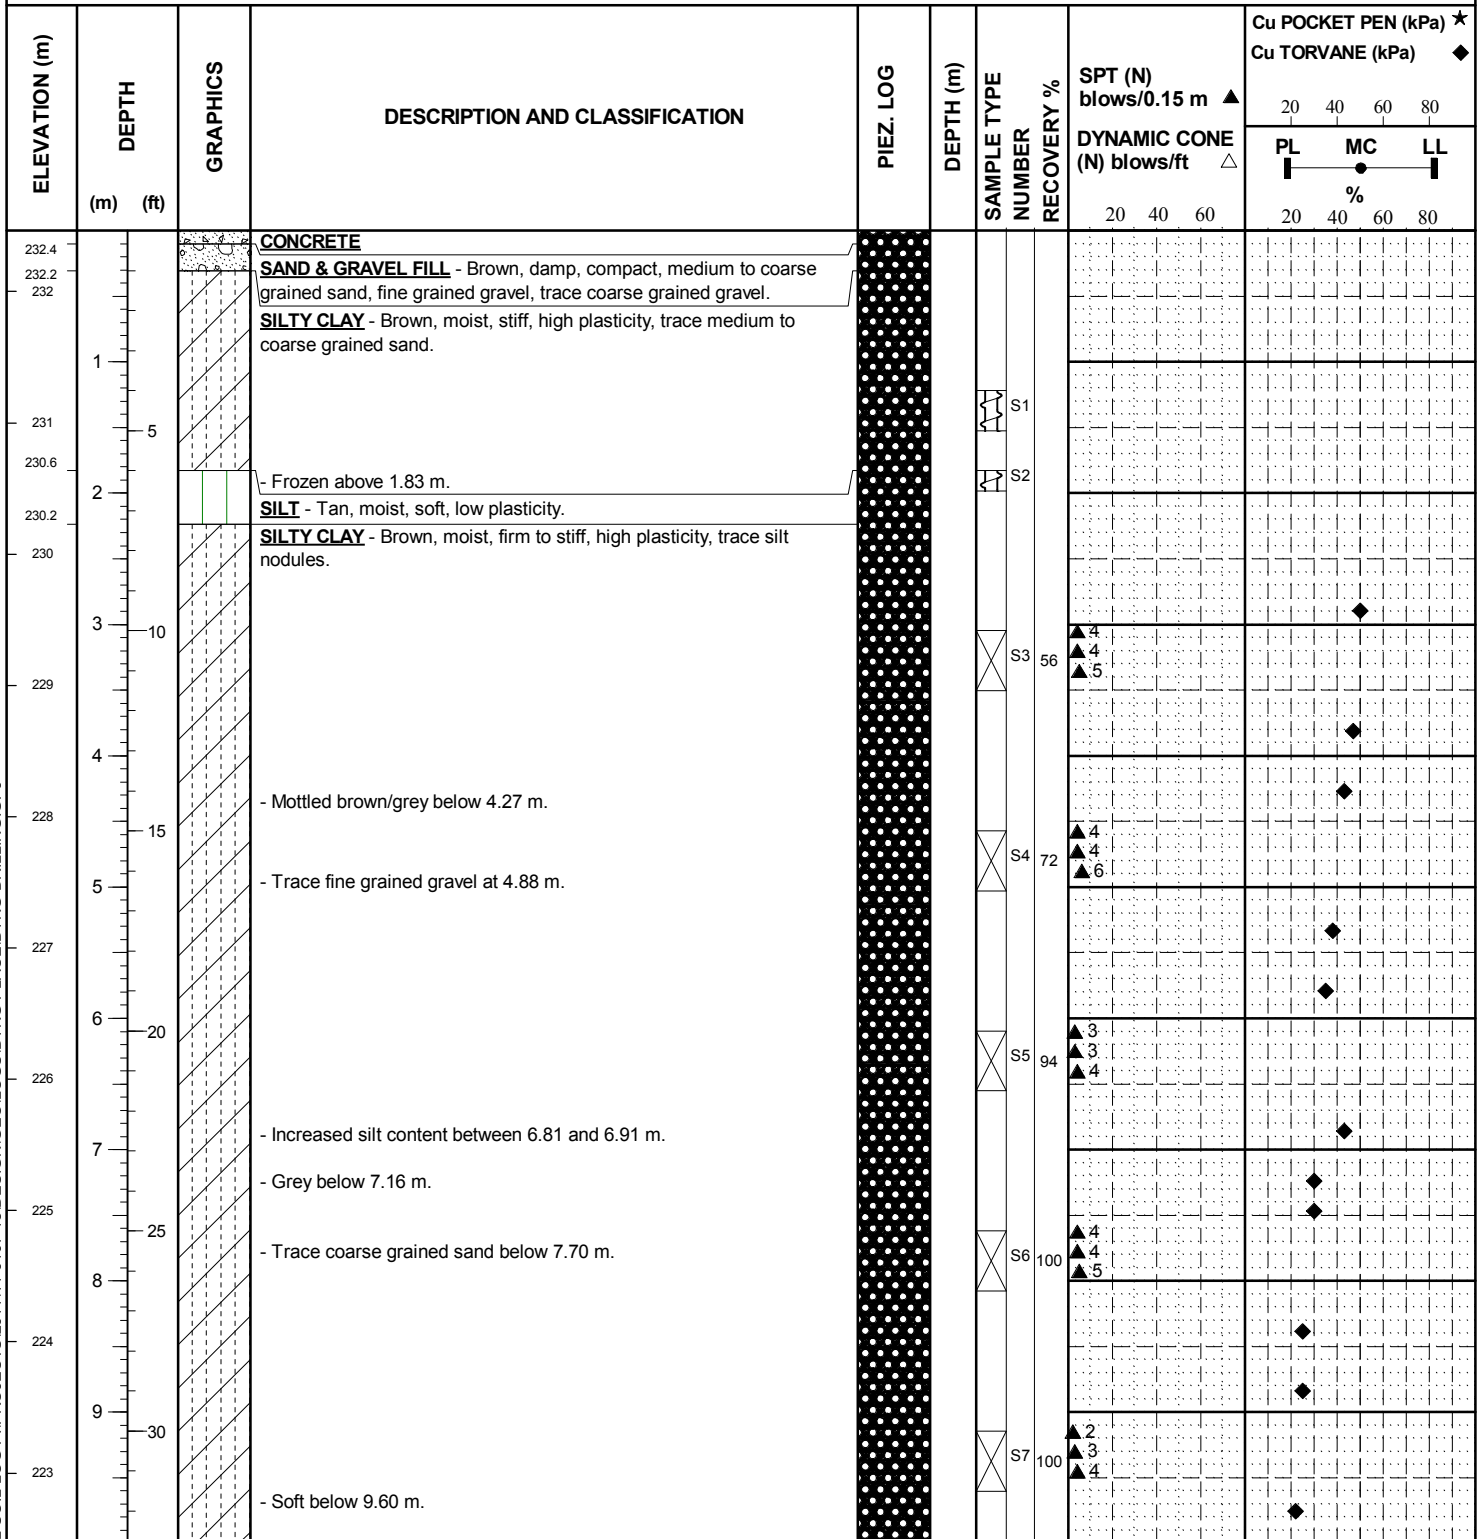 ELEVATION (m)
DEPTH
(m) (ft)
GRAPHICS
DESCRIPTION AND CLASSIFICATION
PIEZ. LOG
DEPTH (m)
SAMPLE TYPE
NUMBER
RECOVERY %
SPT (N)
blows/0.15 m ▲
DYNAMIC CONE
(N) blows/ft △
20 40 60
Cu POCKET PEN (kPa) ★
Cu TORVANE (kPa) ◆
20 40 60 80
PL MC LL
%
20 40 60 80
232.4
232.2
232
231
230.6
230.2
230
229
228
227
226
225
224
223
1
2
3
4
5
6
7
8
9
5
10
15
20
25
30
CONCRETE
SAND & GRAVEL FILL - Brown, damp, compact, medium to coarse
grained sand, fine grained gravel, trace coarse grained gravel.
SILTY CLAY - Brown, moist, stiff, high plasticity, trace medium to
coarse grained sand.
- Frozen above 1.83 m.
SILT - Tan, moist, soft, low plasticity.
SILTY CLAY - Brown, moist, firm to stiff, high plasticity, trace silt
nodules.
- Mottled brown/grey below 4.27 m.
- Trace fine grained gravel at 4.88 m.
- Increased silt content between 6.81 and 6.91 m.
- Grey below 7.16 m.
- Trace coarse grained sand below 7.70 m.
- Soft below 9.60 m.
S1
S2
S3 56
4
4
5
S4 72
4
4
6
S5 94
3
3
4
S6 100
4
4
5
S7 100
2
3
4